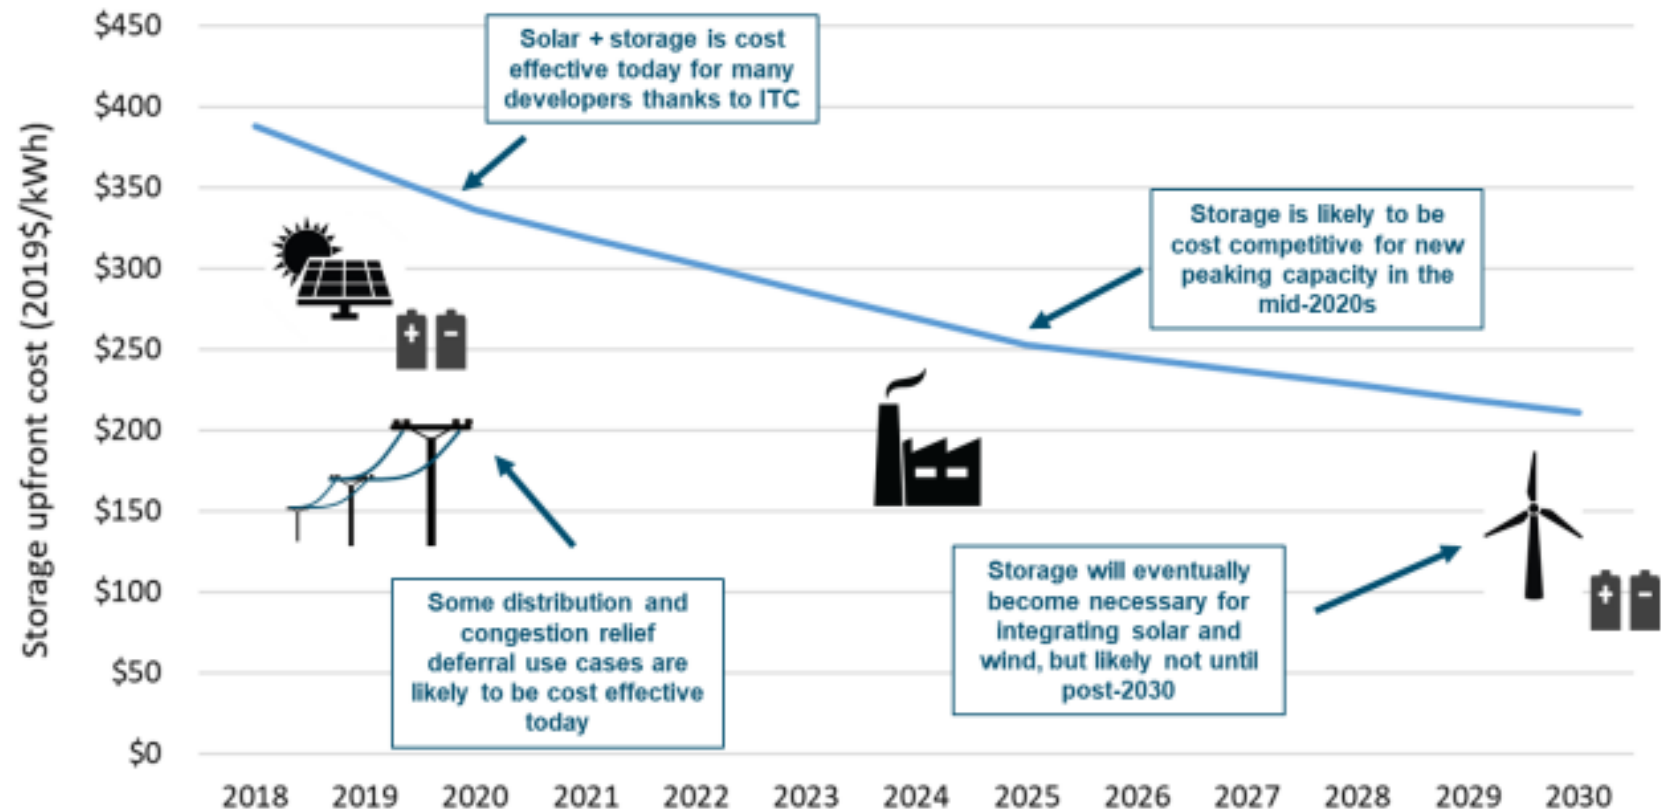 Storage upfront cost (2019$/kWh)
$450
$400
$350
$300
$250
$200
$150
$100
$50
$0
Solar + storage is cost
effective today for many
developers thanks to ITC
Storage is likely to be
cost competitive for new
peaking capacity in the
mid-2020s
Some distribution and
congestion relief
deferral use cases are
likely to be cost effective
today
Storage will eventually
become necessary for
integrating solar and
wind, but likely not until
post-2030
2018 2019 2020 2021 2022 2023 2024 2025 2026 2027 2028 2029 2030